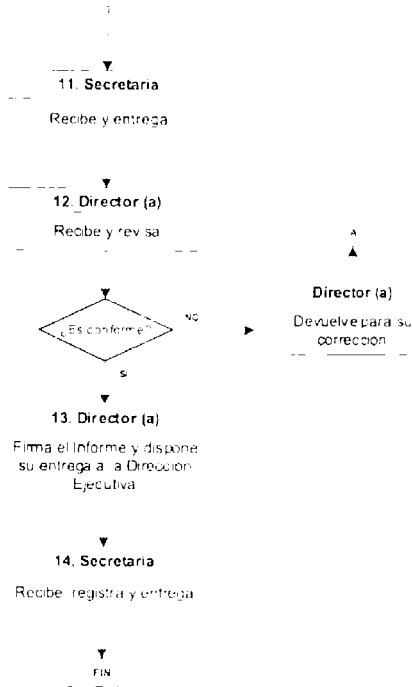 11. Secretaria
Recibe y entrega
12. Director (a)
Recibe y revisa
A
¿Es conforme?
NO
Director (a)
Devuelve para su
corrección
SI
13. Director (a)
Firma el Informe y dispone
su entrega a la Dirección
Ejecutiva
14. Secretaria
Recibe registra y entrega
FIN